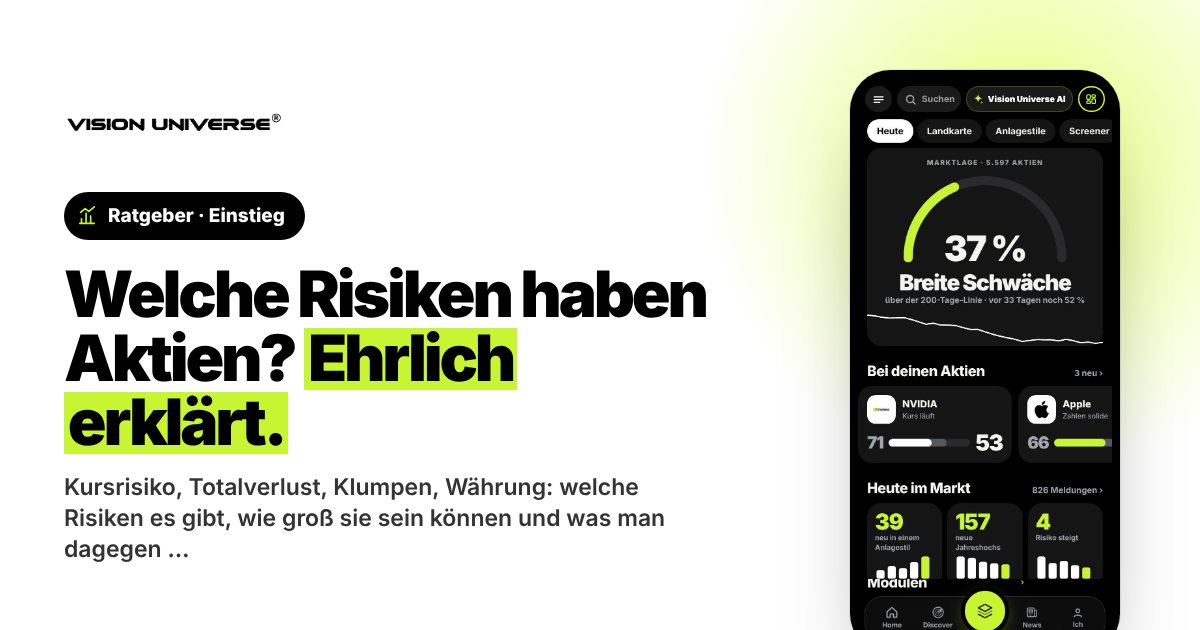 VISION UNIVERSE®
Ratgeber · Einstieg
Welche Risiken haben
Aktien? Ehrlich
erklärt.
Kursrisiko, Totalverlust, Klumpen, Währung: welche
Risiken es gibt, wie groß sie sein können und was man
dagegen ...
Suchen
Vision Universe AI
Heute
Landkarte
Anlagestile
Screener
MARKTLAGE · 5.597 AKTIEN
37 %
Breite Schwäche
über der 200-Tage-Linie · vor 33 Tagen noch 52 %
Bei deinen Aktien
3 neu ›
NVIDIA
Kurs läuft
71
53
Apple
Zahlen solide
66
Heute im Markt
826 Meldungen ›
39
neu in einem
Anlagestil
157
neue
Jahreshochs
4
Risiko steigt
Modulen
›
Home
Discover
News
Ich